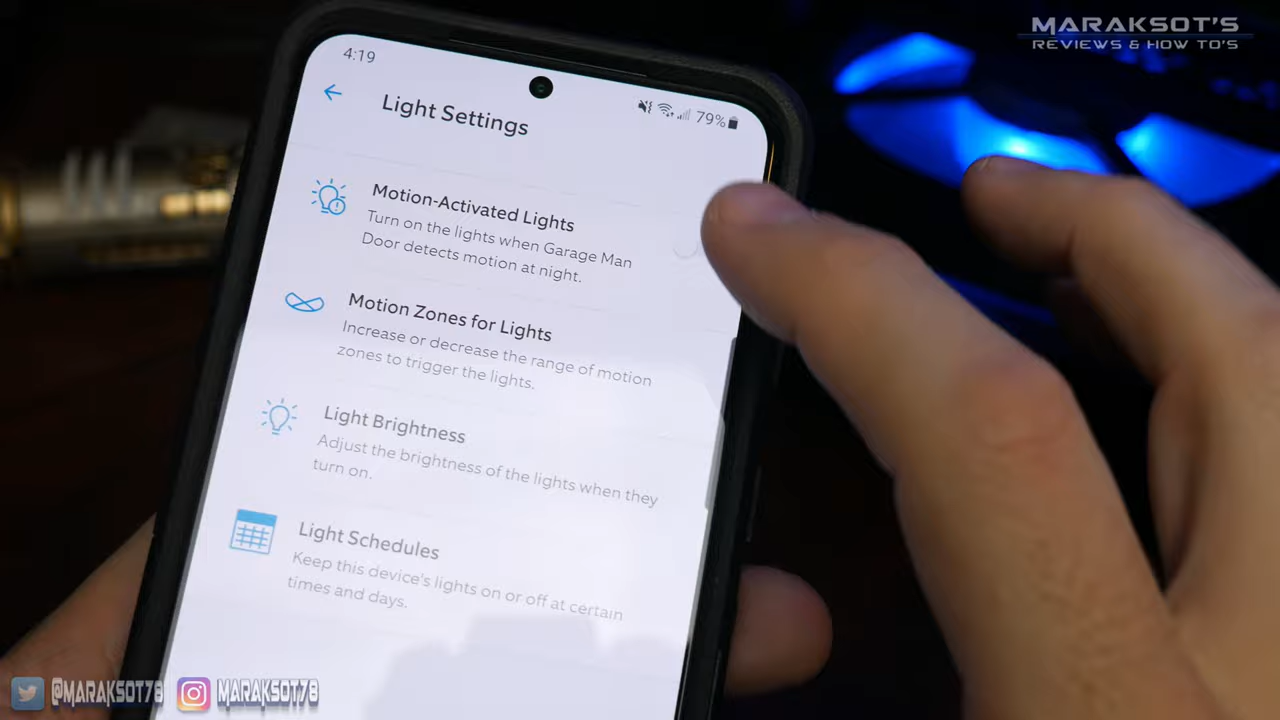 MARAKSOT'S
REVIEWS & HOW TO'S
4:19
79%
Light Settings
Motion-Activated Lights
Turn on the lights when Garage Man
Door detects motion at night.
Motion Zones for Lights
Increase or decrease the range of motion
zones to trigger the lights.
Light Brightness
Adjust the brightness of the lights when they
turn on.
Light Schedules
Keep this device's lights on or off at certain
times and days.
@MARAKSOT78
MARAKSOT78